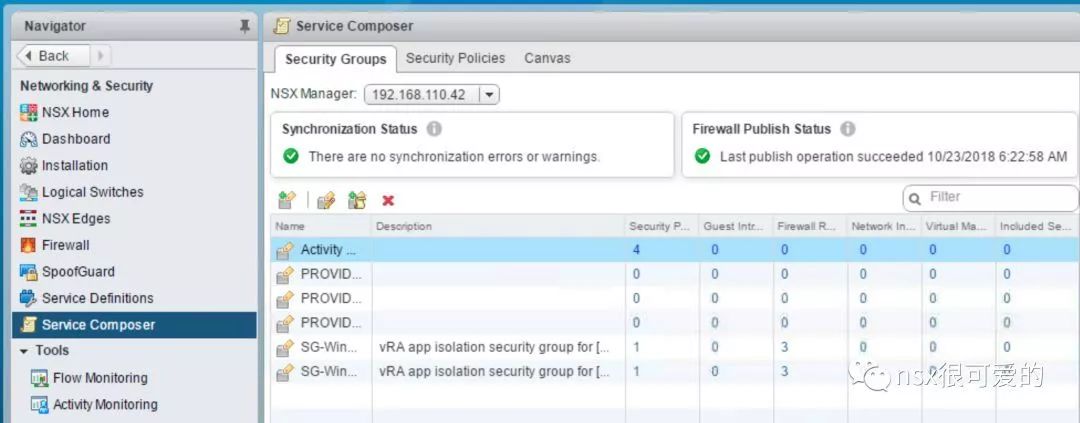 Navigator
Back
Networking & Security
NSX Home
Dashboard
Installation
Logical Switches
NSX Edges
Firewall
SpoofGuard
Service Definitions
Service Composer
Tools
Flow Monitoring
Activity Monitoring
Service Composer
Security Groups Security Policies Canvas
NSX Manager: 192.168.110.42
Synchronization Status
There are no synchronization errors or warnings.
Firewall Publish Status
Last publish operation succeeded 10/23/2018 6:22:58 AM
Filter
Name Description Security P... Guest Intr... Firewall R... Network In... Virtual Ma... Included Se...
Activity ... 4 0 0 0 0 0
PROVID... 0 0 0 0 0 0
PROVID... 0 0 0 0 0 0
PROVID... 0 0 0 0 0 0
SG-Win... vRA app isolation security group for [... 1 0 3 0 0 0
SG-Win... vRA app isolation security group for [... 1 0 3 0 0 0
nsx很可爱的